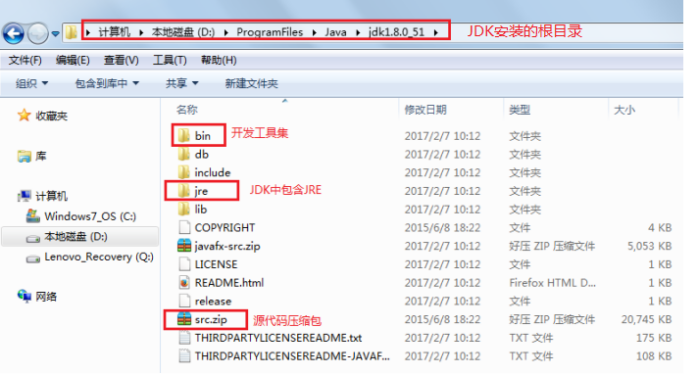 计算机 ▸ 本地磁盘 (D:) ▸ ProgramFiles ▸ Java ▸ jdk1.8.0_51 ▸ JDK安装的根目录
文件(F) 编辑(E) 查看(V) 工具(T) 帮助(H)
组织 包含到库中 共享 新建文件夹
名称 修改日期 类型 大小
收藏夹
库
计算机
Windows7_OS (C:)
本地磁盘 (D:)
Lenovo_Recovery (Q:)
网络
bin 开发工具集 2017/2/7 10:12 文件夹
db 2017/2/7 10:12 文件夹
include 2017/2/7 10:12 文件夹
jre JDK中包含JRE 2017/2/7 10:12 文件夹
lib 2017/2/7 10:12 文件夹
COPYRIGHT 2015/6/8 18:22 文件 4 KB
javafx-src.zip 2017/2/7 10:12 好压 ZIP 压缩文件 5,053 KB
LICENSE 2017/2/7 10:12 文件 1 KB
README.html 2017/2/7 10:12 Firefox HTML D... 1 KB
release 2017/2/7 10:12 文件 1 KB
src.zip 源代码压缩包 2015/6/8 18:22 好压 ZIP 压缩文件 20,745 KB
THIRDPARTYLICENSEREADME.txt 2017/2/7 10:12 TXT 文件 175 KB
THIRDPARTYLICENSEREADME-JAVAF... 2017/2/7 10:12 TXT 文件 108 KB